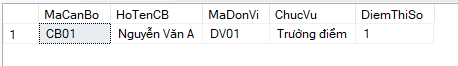 MaCanBo HoTenCB MaDonVi ChucVu DiemThiSo
1 CB01 Nguyễn Văn A DV01 Trưởng điểm 1